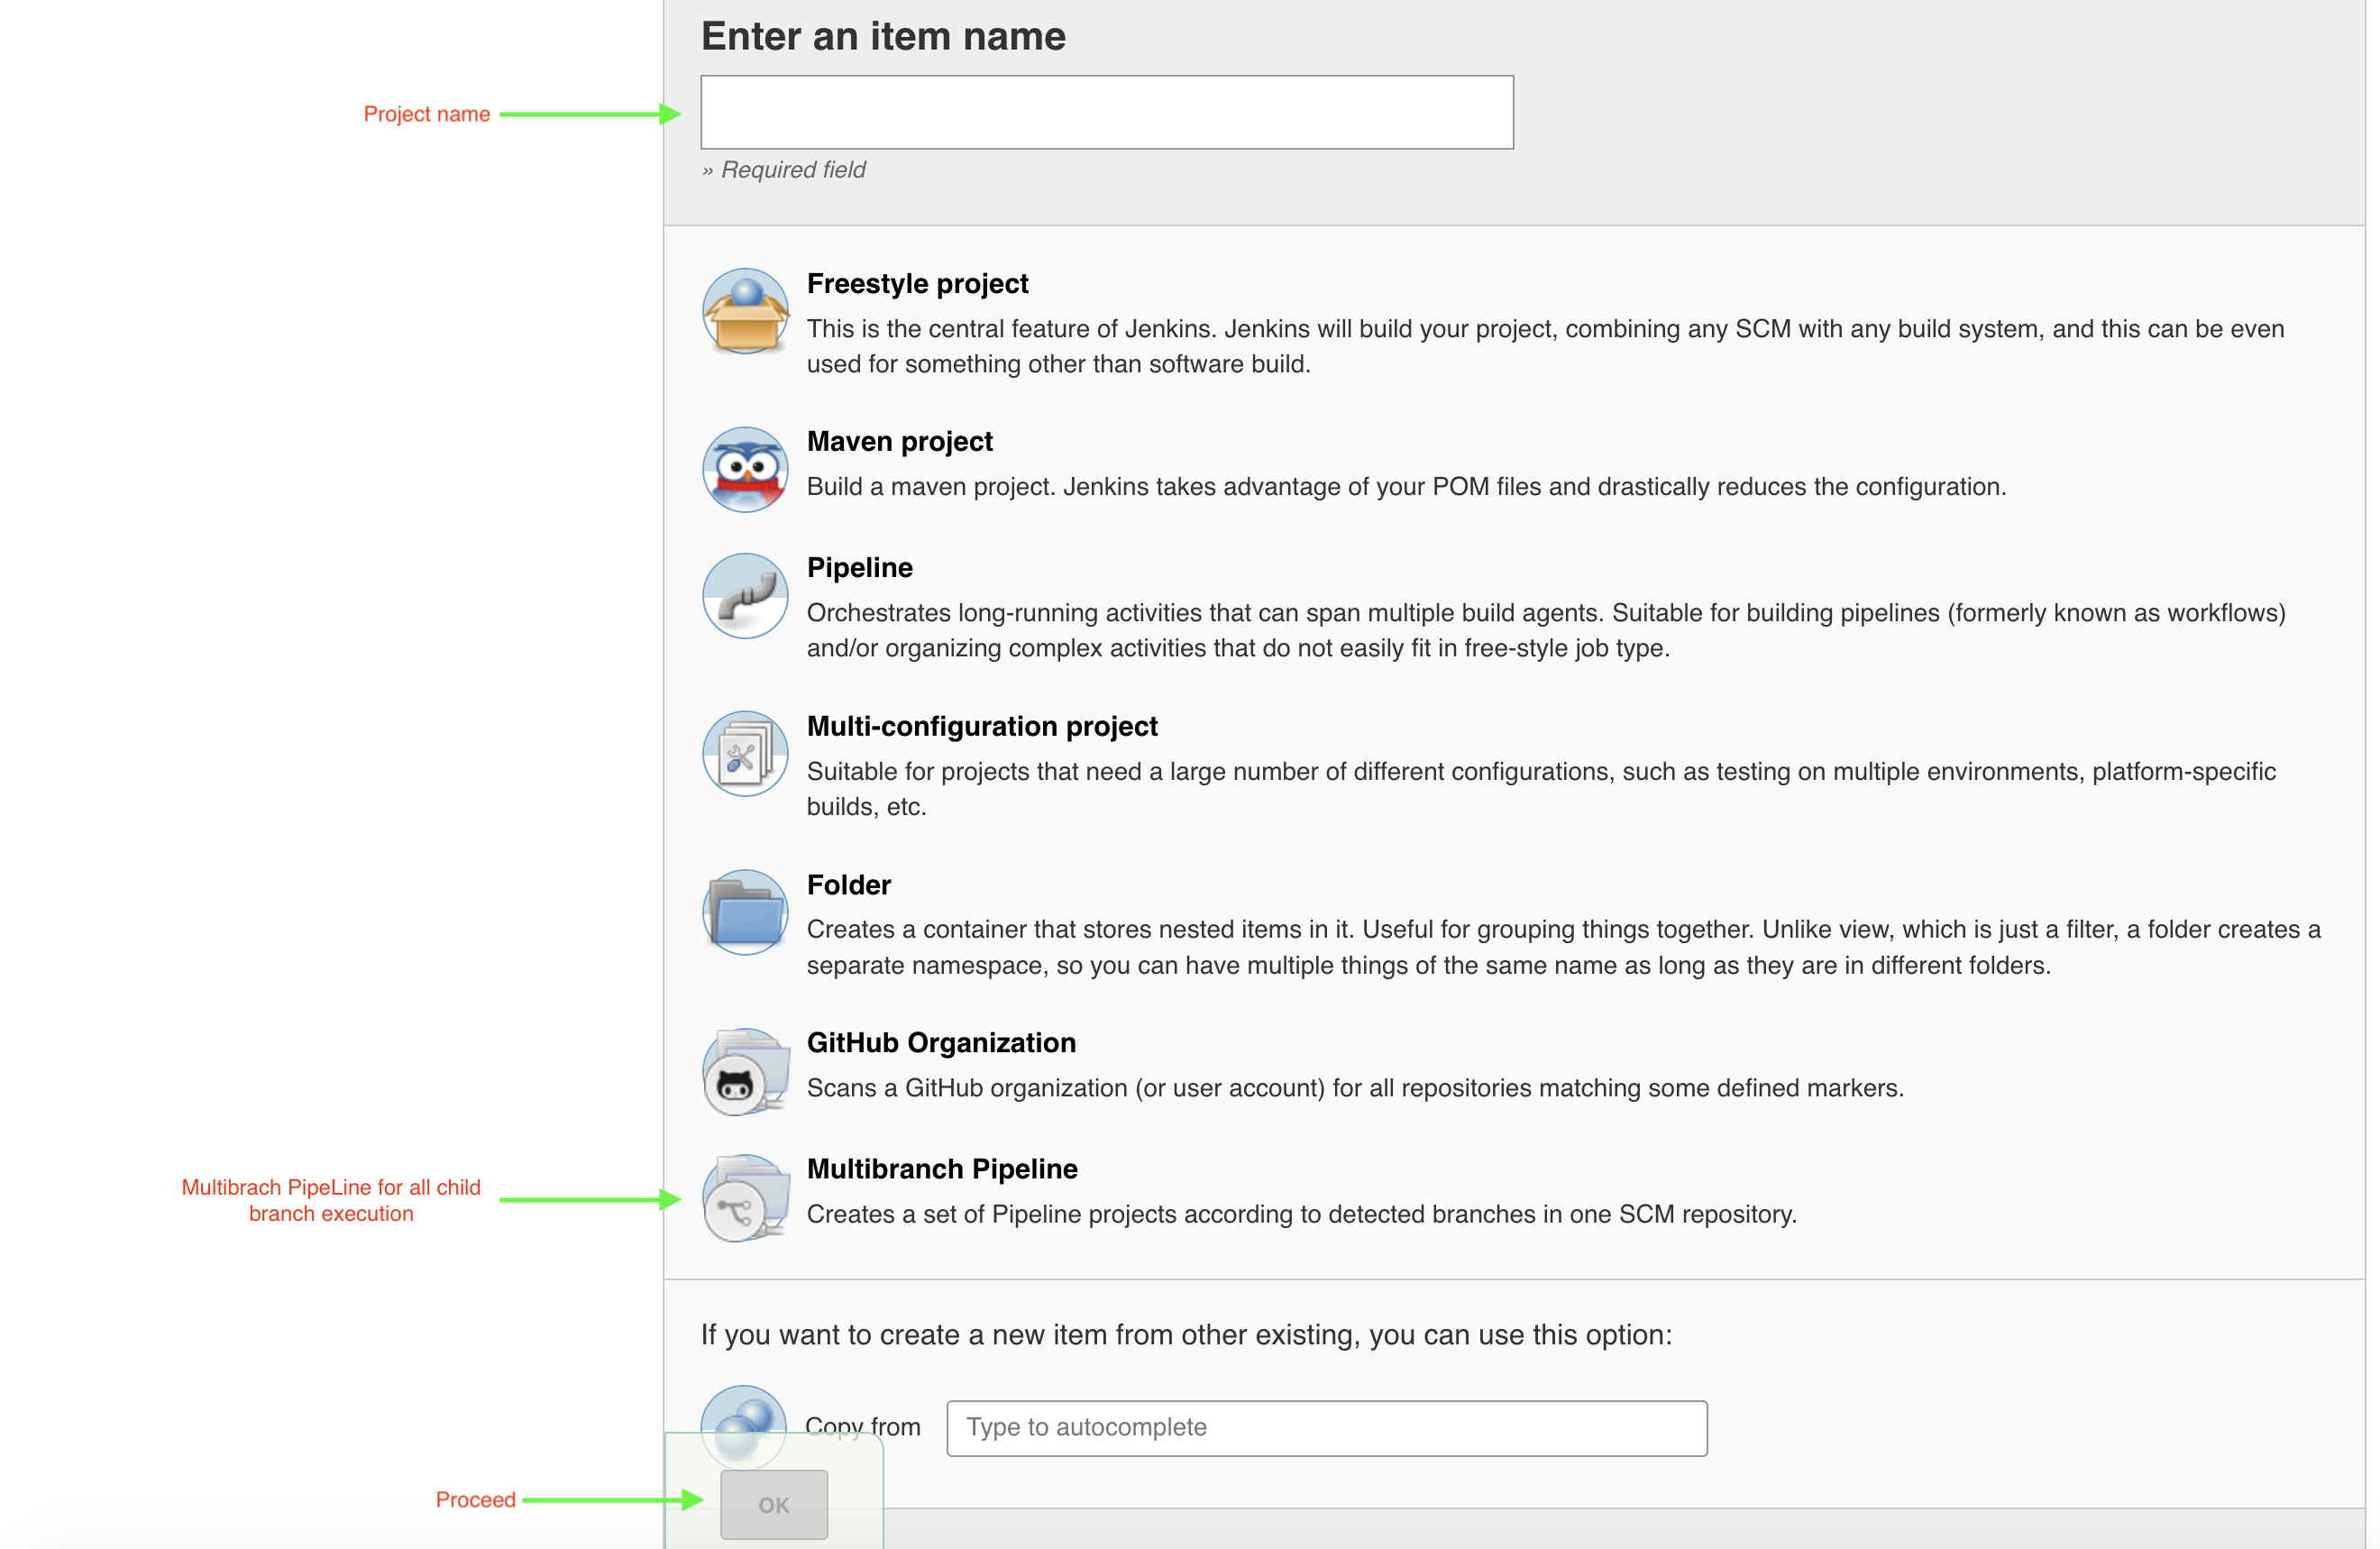 Enter an item name
Project name
» Required field
Freestyle project
This is the central feature of Jenkins. Jenkins will build your project, combining any SCM with any build system, and this can be even
used for something other than software build.
Maven project
Build a maven project. Jenkins takes advantage of your POM files and drastically reduces the configuration.
Pipeline
Orchestrates long-running activities that can span multiple build agents. Suitable for building pipelines (formerly known as workflows)
and/or organizing complex activities that do not easily fit in free-style job type.
Multi-configuration project
Suitable for projects that need a large number of different configurations, such as testing on multiple environments, platform-specific
builds, etc.
Folder
Creates a container that stores nested items in it. Useful for grouping things together. Unlike view, which is just a filter, a folder creates a
separate namespace, so you can have multiple things of the same name as long as they are in different folders.
GitHub Organization
Scans a GitHub organization (or user account) for all repositories matching some defined markers.
Multibrach PipeLine for all child
branch execution
Multibranch Pipeline
Creates a set of Pipeline projects according to detected branches in one SCM repository.
If you want to create a new item from other existing, you can use this option:
Copy from
Type to autocomplete
Proceed
OK